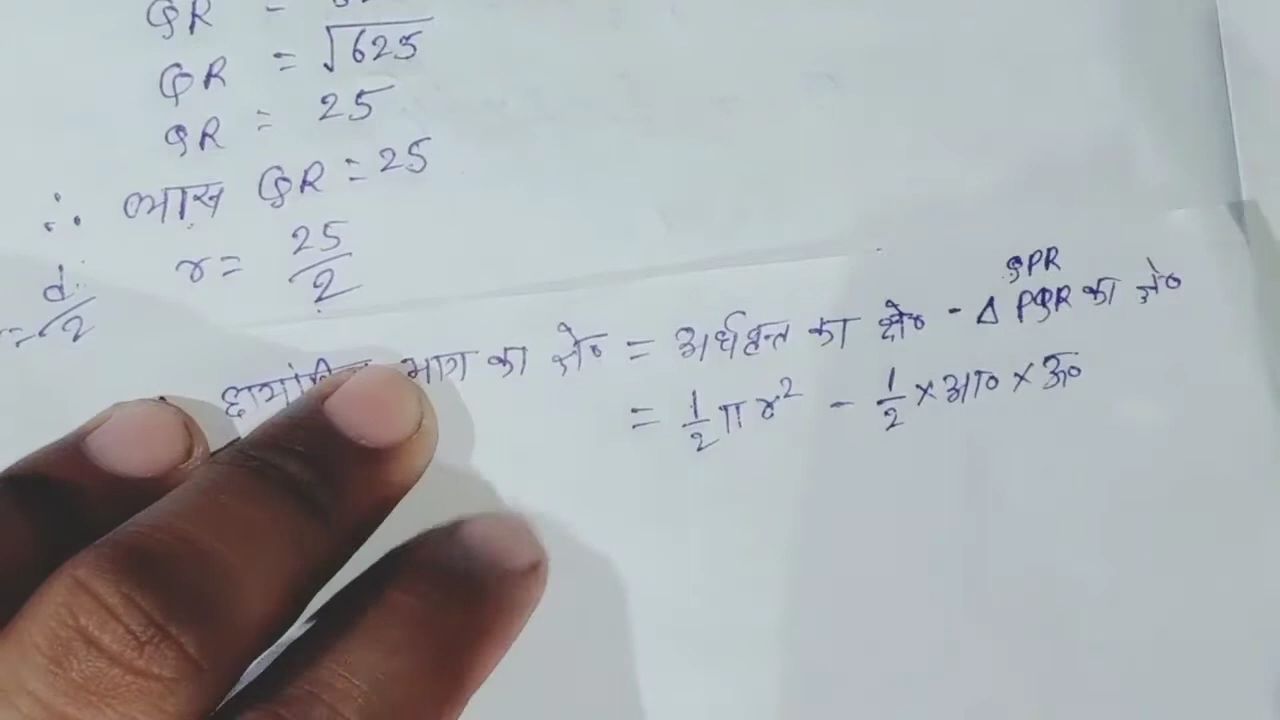 QR =
QR = √625
QR = 25
∴ व्यास QR = 25
r = 25/2
d/2
QPR
भाग का क्षे० = अर्धवृत्त का क्षे० - Δ PQR का क्षे०
= 1/2 π r² - 1/2 × आ० × ऊ०